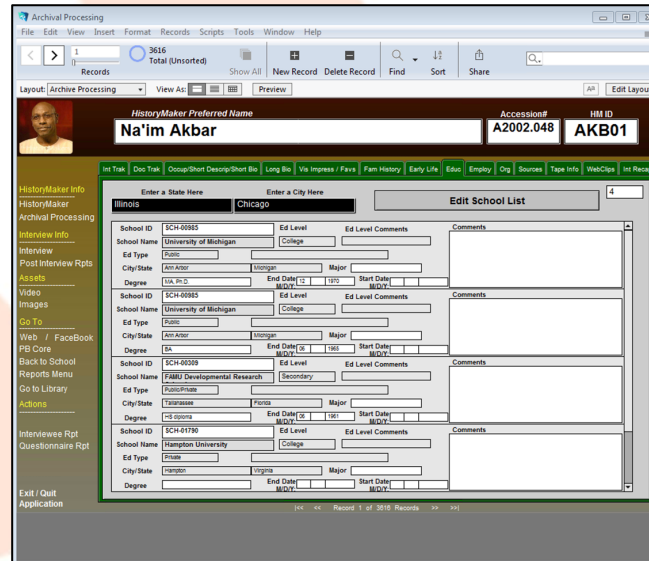 Archival Processing
File Edit View Insert Format Records Scripts Tools Window Help
1
3616
Total (Unsorted)
Records
Show All New Record Delete Record Find Sort Share
Layout: Archive Processing View As: Preview Edit Layou
HistoryMaker Preferred Name
Accession#
HM ID
Na'im Akbar
A2002.048
AKB01
Int Trak Doc Trak Occup/Short Descrip/Short Bio Long Bio Vis Impress / Favs Fam History Early Life Educ Employ Org Sources Tape Info WebClips Int Recap
HistoryMaker Info
HistoryMaker
Archival Processing
Interview Info
Interview
Post Interview Rpts
Assets
Video
Images
Go To
Web / FaceBook
PB Core
Back to School
Reports Menu
Go to Library
Actions
Interviewee Rpt
Questionnaire Rpt
Exit / Quit
Application
Enter a State Here
Enter a City Here
Illinois
Chicago
Edit School List
4
School ID SCH-00985 Ed Level Ed Level Comments Comments
School Name University of Michigan College
Ed Type Public
City/State Ann Arbor Michigan Major
Degree MA, Ph.D. End Date M/D/Y: 12 1970 Start Date M/D/Y:
School ID SCH-00985 Ed Level Ed Level Comments Comments
School Name University of Michigan College
Ed Type Public
City/State Ann Arbor Michigan Major
Degree BA End Date M/D/Y: 06 1965 Start Date M/D/Y:
School ID SCH-00309 Ed Level Ed Level Comments Comments
School Name FAMU Developmental Research Secondary
Ed Type Public/Private
City/State Tallahassee Florida Major
Degree HS diploma End Date M/D/Y: 06 1961 Start Date M/D/Y:
School ID SCH-01790 Ed Level Ed Level Comments Comments
School Name Hampton University College
Ed Type Private
City/State Hampton Virginia Major
Degree End Date M/D/Y: Start Date M/D/Y:
|<< << Record 1 of 3616 Records >> >>|